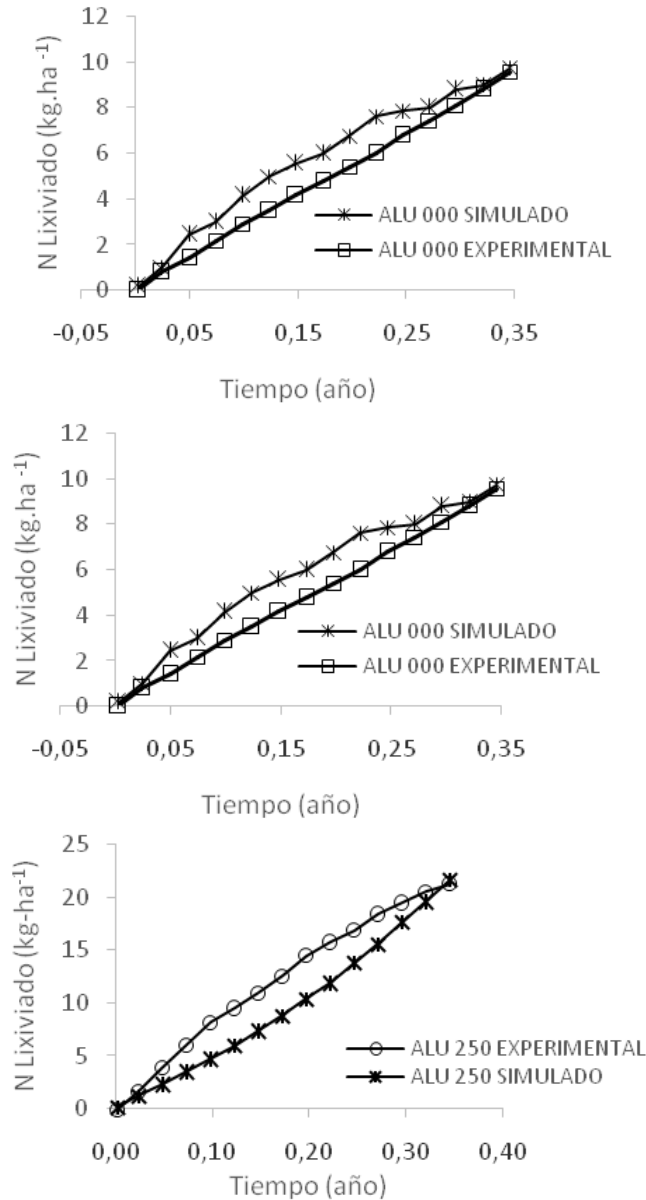 N Lixiviado (kg.ha ⁻¹)
12
10
8
6
4
2
0
ALU 000 SIMULADO
ALU 000 EXPERIMENTAL
-0,05 0,05 0,15 0,25 0,35
Tiempo (año)
N Lixiviado (kg.ha ⁻¹)
12
10
8
6
4
2
0
ALU 000 SIMULADO
ALU 000 EXPERIMENTAL
-0,05 0,05 0,15 0,25 0,35
Tiempo (año)
N Lixiviado (kg-ha⁻¹)
25
20
15
10
5
0
ALU 250 EXPERIMENTAL
ALU 250 SIMULADO
0,00 0,10 0,20 0,30 0,40
Tiempo (año)